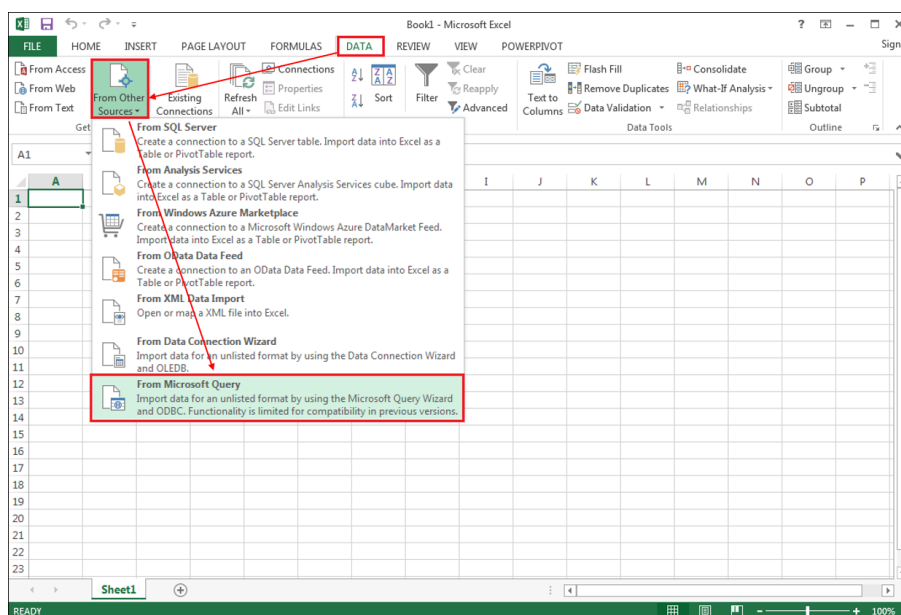 Book1 - Microsoft Excel
FILE HOME INSERT PAGE LAYOUT FORMULAS DATA REVIEW VIEW POWERPIVOT Sign
From Access
From Web
From Text
From Other
Sources
Existing
Connections
Refresh
All
Connections
Properties
Edit Links
Sort
Filter
Clear
Reapply
Advanced
Text to
Columns
Flash Fill
Remove Duplicates
Data Validation
Consolidate
What-If Analysis
Relationships
Group
Ungroup
Subtotal
Get
Data Tools
Outline
A1
From SQL Server
Create a connection to a SQL Server table. Import data into Excel as a
Table or PivotTable report.
From Analysis Services
Create a connection to a SQL Server Analysis Services cube. Import data
into Excel as a Table or PivotTable report.
From Windows Azure Marketplace
Create a connection to a Microsoft Windows Azure DataMarket Feed.
Import data into Excel as a Table or PivotTable report.
From OData Data Feed
Create a connection to an OData Data Feed. Import data into Excel as a
Table or PivotTable report.
From XML Data Import
Open or map a XML file into Excel.
From Data Connection Wizard
Import data for an unlisted format by using the Data Connection Wizard
and OLEDB.
From Microsoft Query
Import data for an unlisted format by using the Microsoft Query Wizard
and ODBC. Functionality is limited for compatibility in previous versions.
A I J K L M N O P
1
2
3
4
5
6
7
8
9
10
11
12
13
14
15
16
17
18
19
20
21
22
23
Sheet1
READY 100%